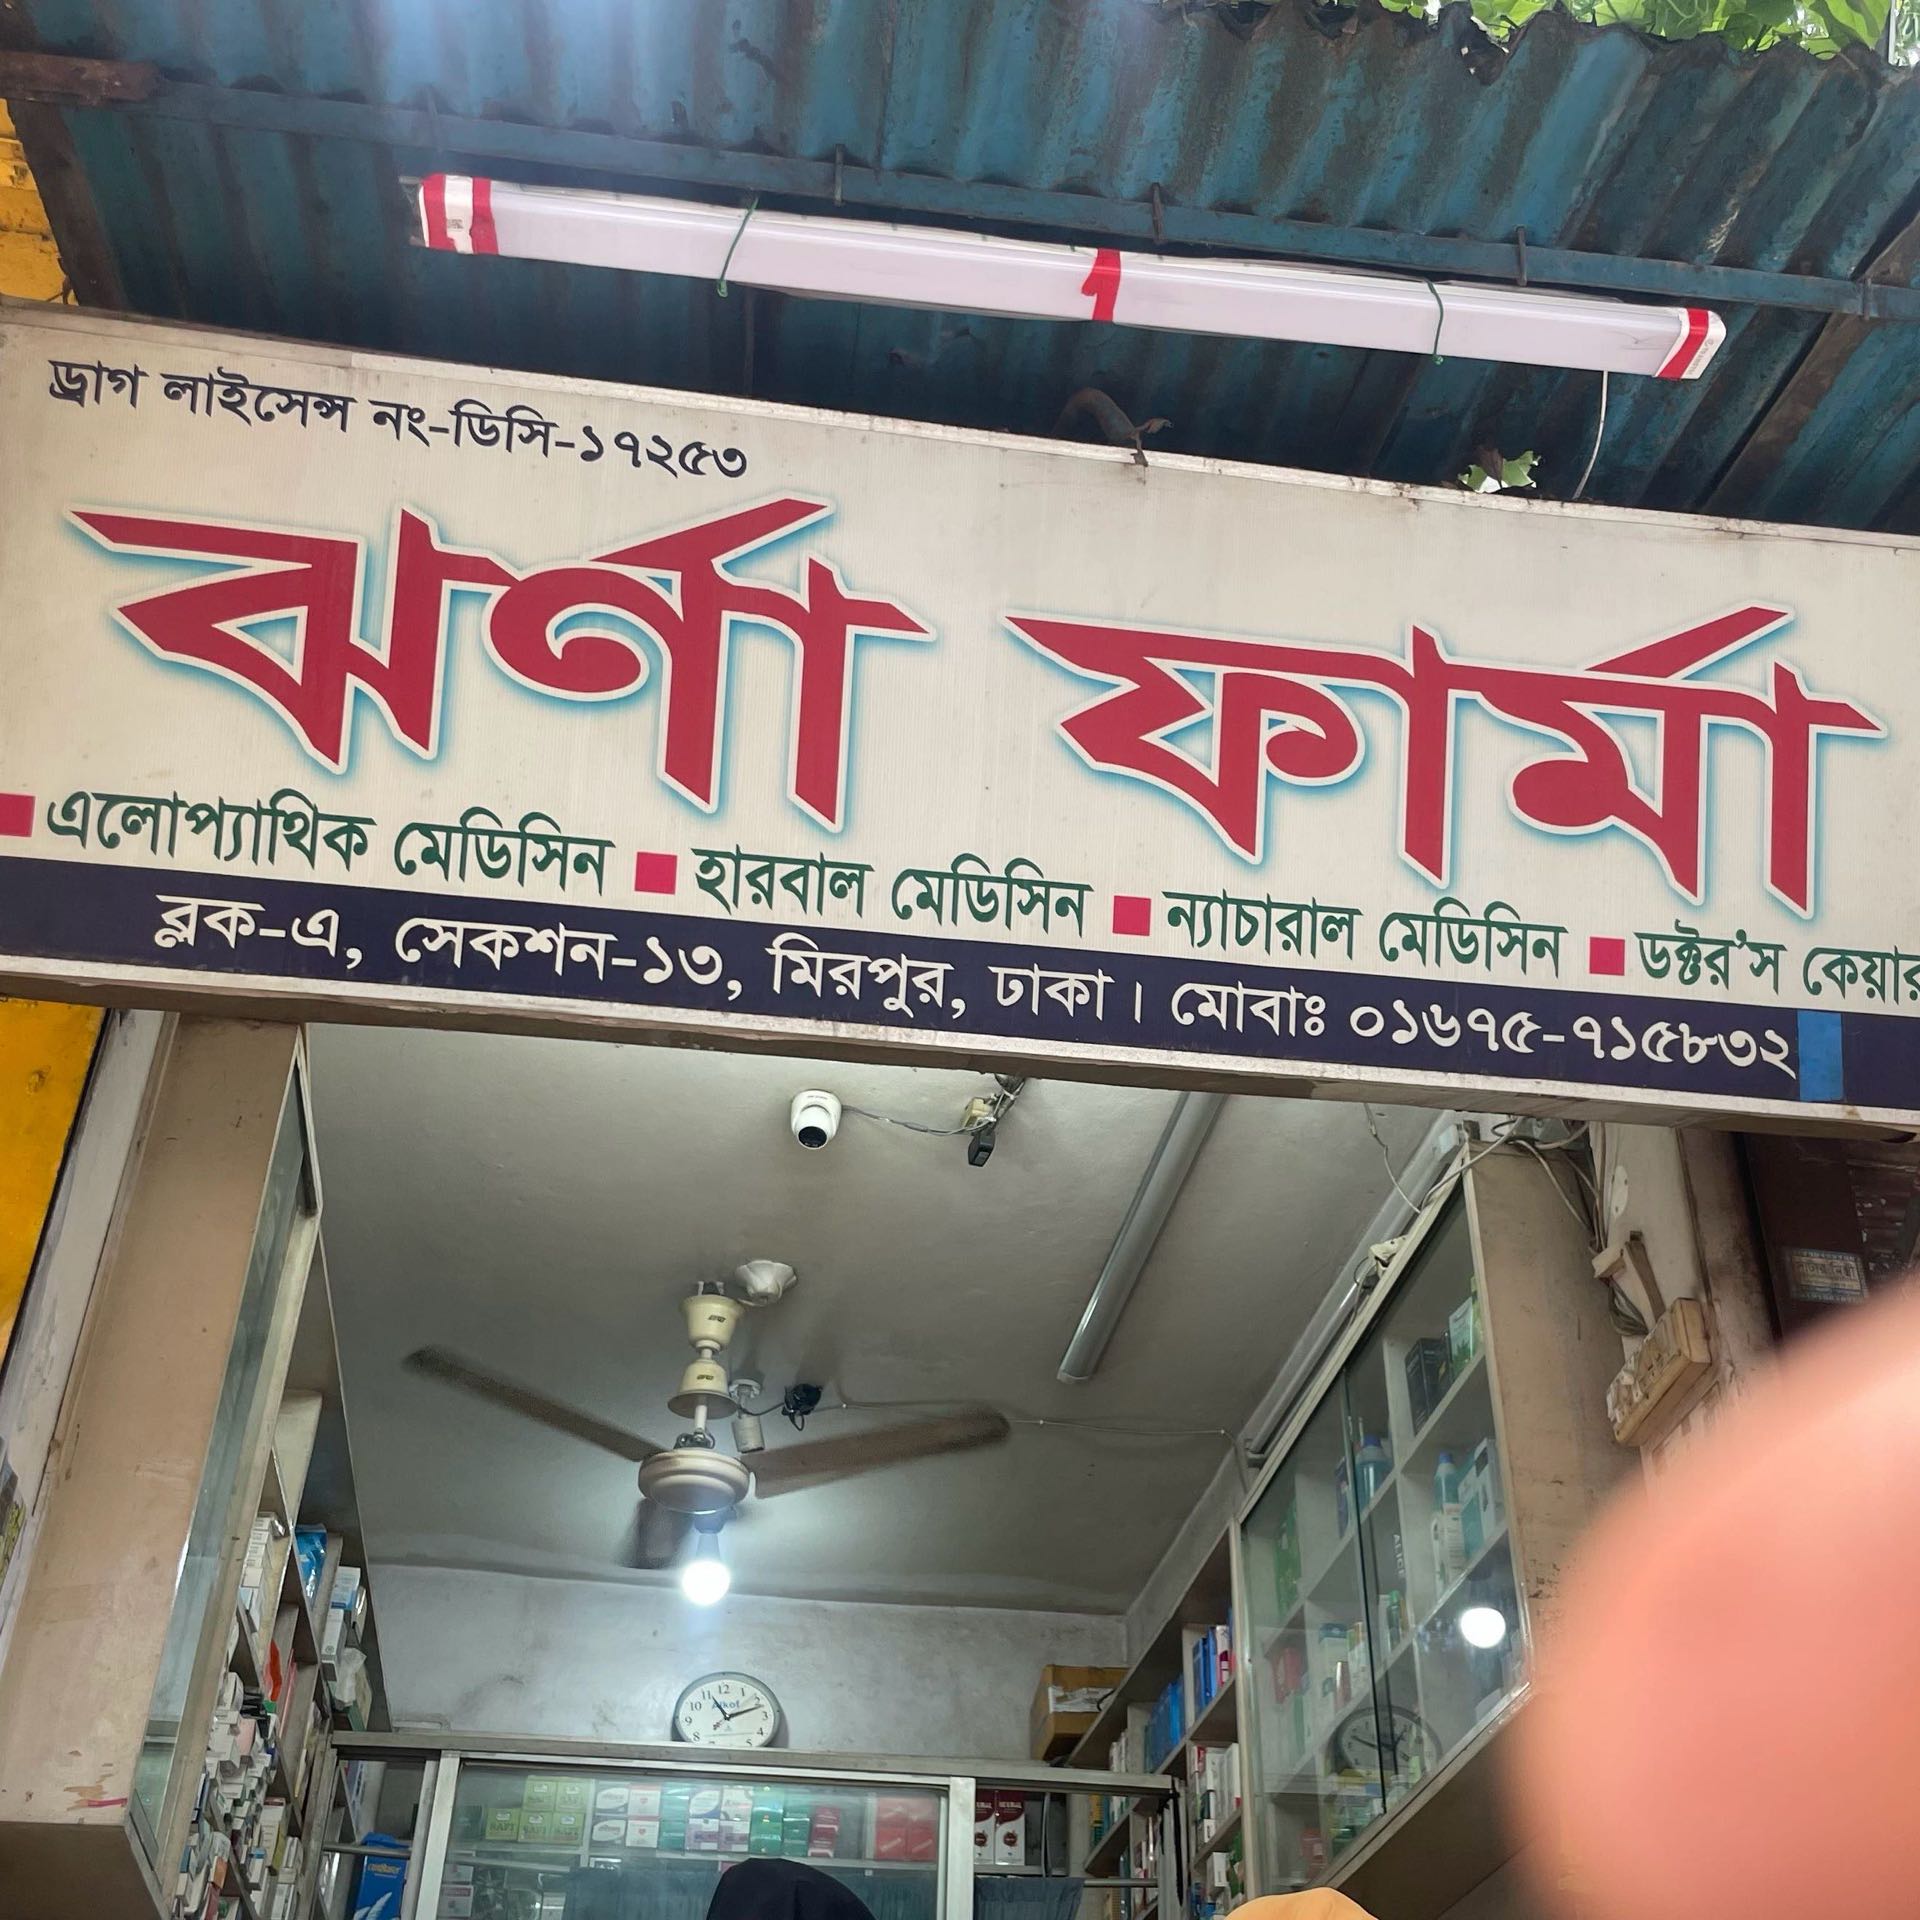 ড্রাগ লাইসেন্স নং-ডিসি-১৭২৫৩
ঝর্ণা ফার্মা
এলোপ্যাথিক মেডিসিন ■ হারবাল মেডিসিন ■ ন্যাচারাল মেডিসিন ■ ডক্টর'স কেয়ার
ব্লক-এ, সেকশন-১৩, মিরপুর, ঢাকা। মোবাঃ ০১৬৭৫-৭১৫৮৩২